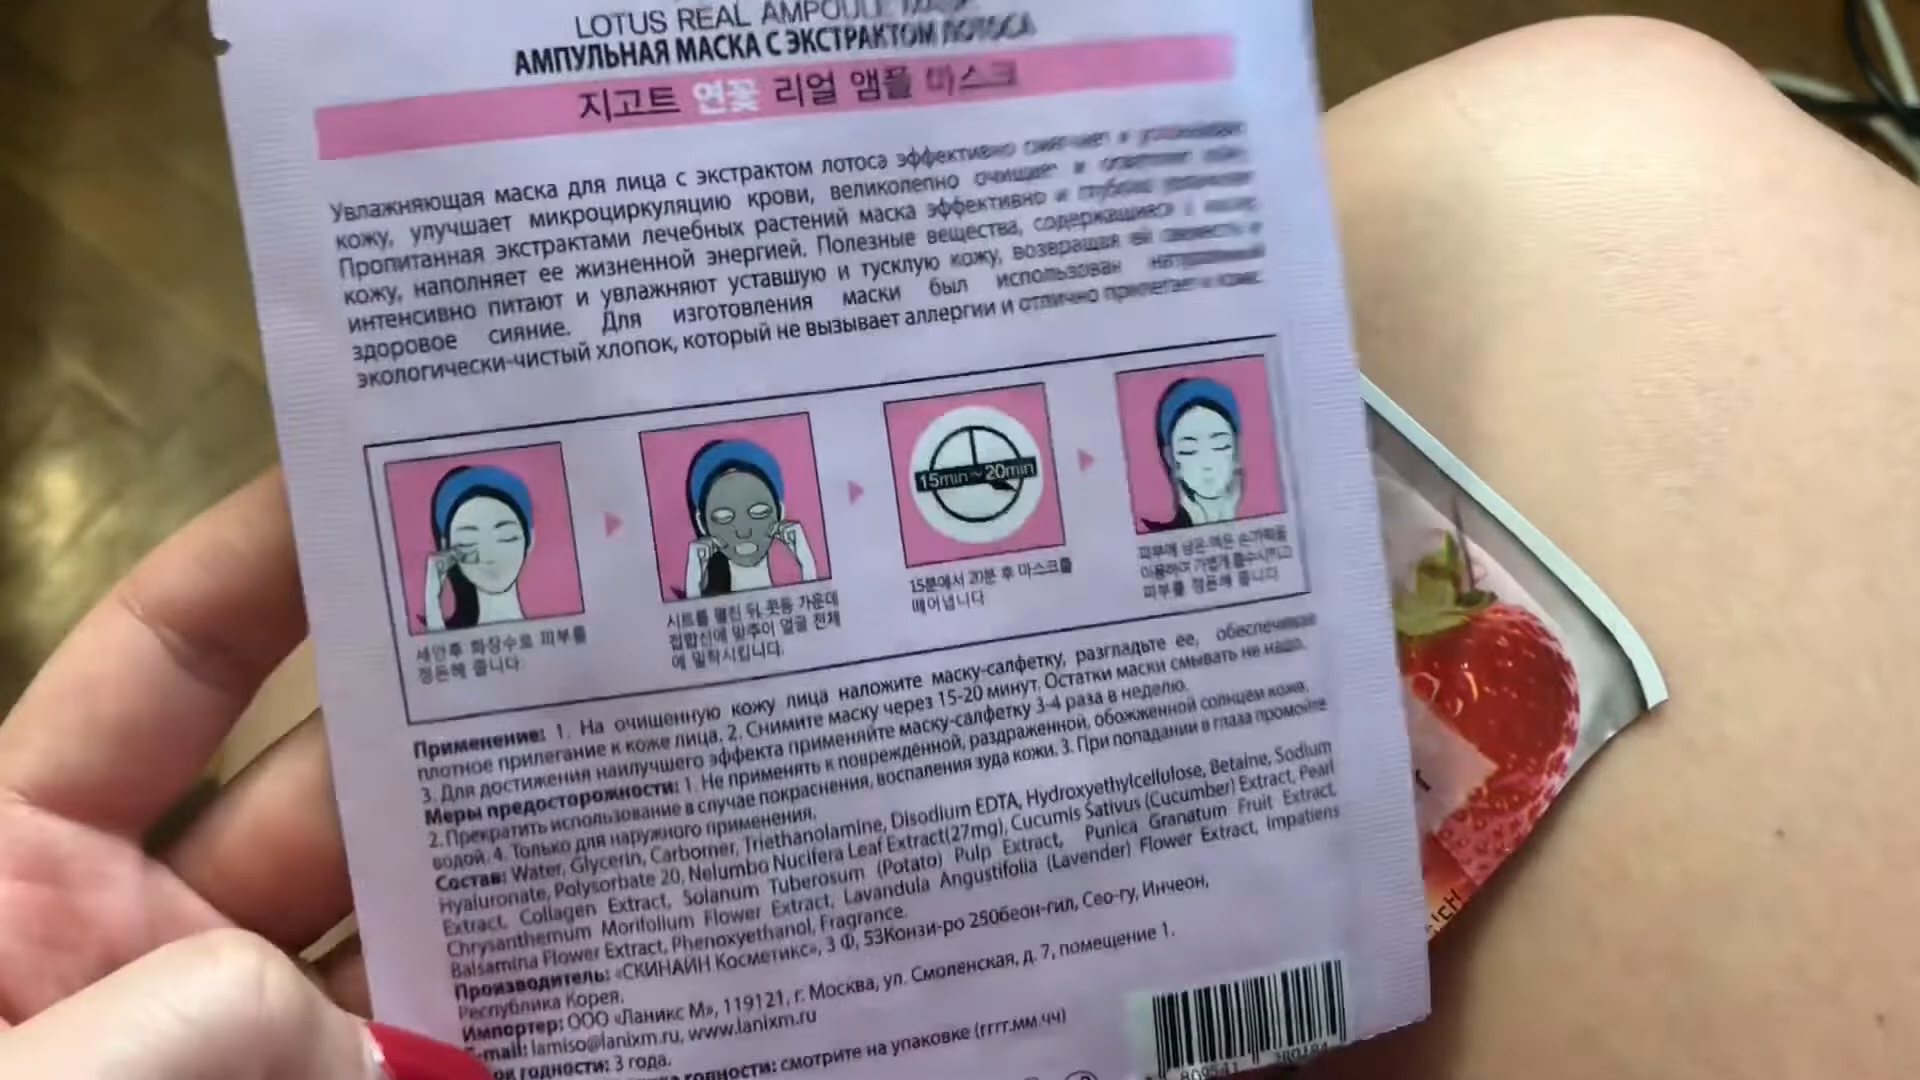 LOTUS REAL AMPOULE MASK
АМПУЛЬНАЯ МАСКА С ЭКСТРАКТОМ ЛОТОСА
지고트 연꽃 리얼 앰플 마스크
Увлажняющая маска для лица с экстрактом лотоса эффективно смягчает и успокаивает
кожу, улучшает микроциркуляцию крови, великолепно очищает и
Пропитанная экстрактами лечебных растений маска эффективно и глубоко увлажняет
кожу, наполняет ее жизненной энергией. Полезные вещества, содержащиеся в маске,
интенсивно питают и увлажняют уставшую и тусклую кожу, возвращая ей свежесть и
здоровое сияние. Для изготовления маски был использован натуральный
экологически-чистый хлопок, который не вызывает аллергии и отлично прилегает к коже.
15min~20min
세안후 화장수로 피부를
정돈해 줍니다
시트를 펼친 뒤, 콧등 가운데
접합선에 맞추어 얼굴 전체
에 밀착시킵니다.
15분에서 20분 후 마스크를
떼어냅니다
피부에 남은 액은 손가락을
이용하여 가볍게 흡수시키고
피부를 정돈해 줍니다
Применение: 1. На очищенную кожу лица наложите маску-салфетку, разгладьте ее, обеспечивая
плотное прилегание к коже лица. 2. Снимите маску через 15-20 минут. Остатки маски смывать не надо.
3. Для достижения наилучшего эффекта применяйте маску-салфетку 3-4 раза в неделю.
Меры предосторожности: 1. Не применять к поврежденной, раздраженной, обожженной солнцем коже.
2. Прекратить использование в случае покраснения, воспаления зуда кожи. 3. При попадании в глаза промойте
водой. 4. Только для наружного применения.
Состав: Water, Glycerin, Carbomer, Triethanolamine, Disodium EDTA, Hydroxyethylcellulose, Betaine, Sodium
Hyaluronate, Polysorbate 20, Nelumbo Nucifera Leaf Extract(27mg), Cucumis Sativus (Cucumber) Extract, Pearl
Extract, Collagen Extract, Solanum Tuberosum (Potato) Pulp Extract, Punica Granatum Fruit Extract,
Chrysanthemum Morifolium Flower Extract, Lavandula Angustifolia (Lavender) Flower Extract, Impatiens
Balsamina Flower Extract, Phenoxyethanol, Fragrance.
Производитель: «СКИНАИН Косметикс», 3 Ф, 53Конзи-ро 250беон-гил, Сео-гу, Инчеон,
Республика Корея.
Импортер: ООО «Ланикс М», 119121, г. Москва, ул. Смоленская, д. 7, помещение 1.
E-mail: lamiso@lanixm.ru, www.lanixm.ru
годности: 3 года.
годности: смотрите на упаковке (гггг.мм.чч)